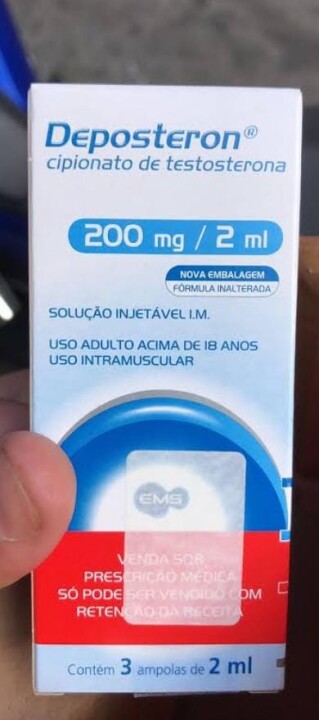 Deposteron®
cipionato de testosterona
200 mg / 2 ml
NOVA EMBALAGEM
FÓRMULA INALTERADA
SOLUÇÃO INJETÁVEL I.M.
USO ADULTO ACIMA DE 18 ANOS
USO INTRAMUSCULAR
EMS
VENDA SOB
PRESCRIÇÃO MÉDICA
SÓ PODE SER VENDIDO COM
RETENÇÃO DA RECEITA
Contém 3 ampolas de 2 ml